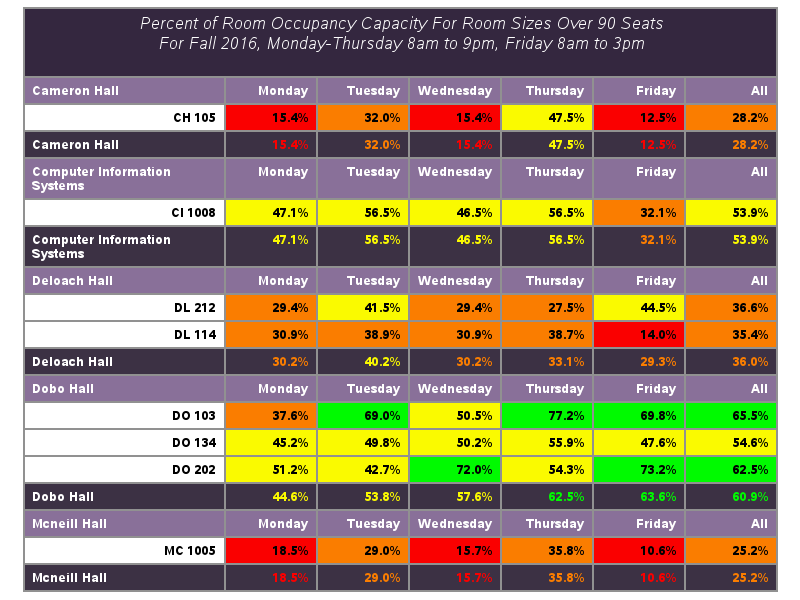 Percent of Room Occupancy Capacity For Room Sizes Over 90 Seats
For Fall 2016, Monday-Thursday 8am to 9pm, Friday 8am to 3pm
Cameron Hall Monday Tuesday Wednesday Thursday Friday All
CH 105 15.4% 32.0% 15.4% 47.5% 12.5% 28.2%
Cameron Hall 15.4% 32.0% 15.4% 47.5% 12.5% 28.2%
Computer Information Monday Tuesday Wednesday Thursday Friday All
Systems
CI 1008 47.1% 56.5% 46.5% 56.5% 32.1% 53.9%
Computer Information 47.1% 56.5% 46.5% 56.5% 32.1% 53.9%
Systems
Deloach Hall Monday Tuesday Wednesday Thursday Friday All
DL 212 29.4% 41.5% 29.4% 27.5% 44.5% 36.6%
DL 114 30.9% 38.9% 30.9% 38.7% 14.0% 35.4%
Deloach Hall 30.2% 40.2% 30.2% 33.1% 29.3% 36.0%
Dobo Hall Monday Tuesday Wednesday Thursday Friday All
DO 103 37.6% 69.0% 50.5% 77.2% 69.8% 65.5%
DO 134 45.2% 49.8% 50.2% 55.9% 47.6% 54.6%
DO 202 51.2% 42.7% 72.0% 54.3% 73.2% 62.5%
Dobo Hall 44.6% 53.8% 57.6% 62.5% 63.6% 60.9%
Mcneill Hall Monday Tuesday Wednesday Thursday Friday All
MC 1005 18.5% 29.0% 15.7% 35.8% 10.6% 25.2%
Mcneill Hall 18.5% 29.0% 15.7% 35.8% 10.6% 25.2%